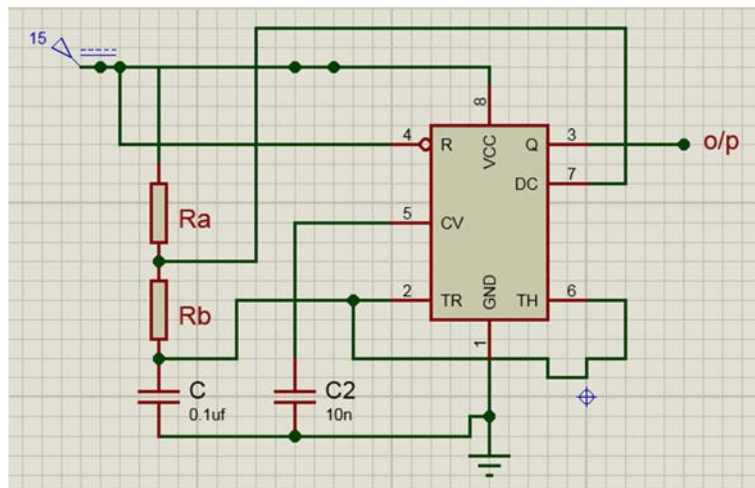 15
8
4
R
VCC
Q
3
o/p
DC
7
Ra
5
CV
Rb
2
TR
GND
TH
6
1
C
0.1uf
C2
10n